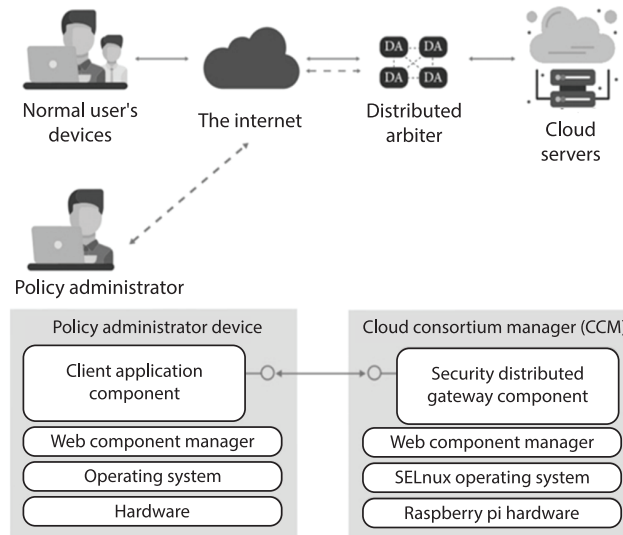 DA DA
DA DA
Normal user's
devices
The internet
Distributed
arbiter
Cloud
servers
Policy administrator
Policy administrator device
Client application
component
Web component manager
Operating system
Hardware
Cloud consortium manager (CCM)
Security distributed
gateway component
Web component manager
SELnux operating system
Raspberry pi hardware